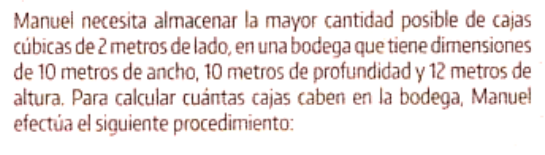 Manuel necesita almacenar la mayor cantidad posible de cajas
cúbicas de 2 metros de lado, en una bodega que tiene dimensiones
de 10 metros de ancho, 10 metros de profundidad y 12 metros de
altura. Para calcular cuántas cajas caben en la bodega, Manuel
efectúa el siguiente procedimiento: